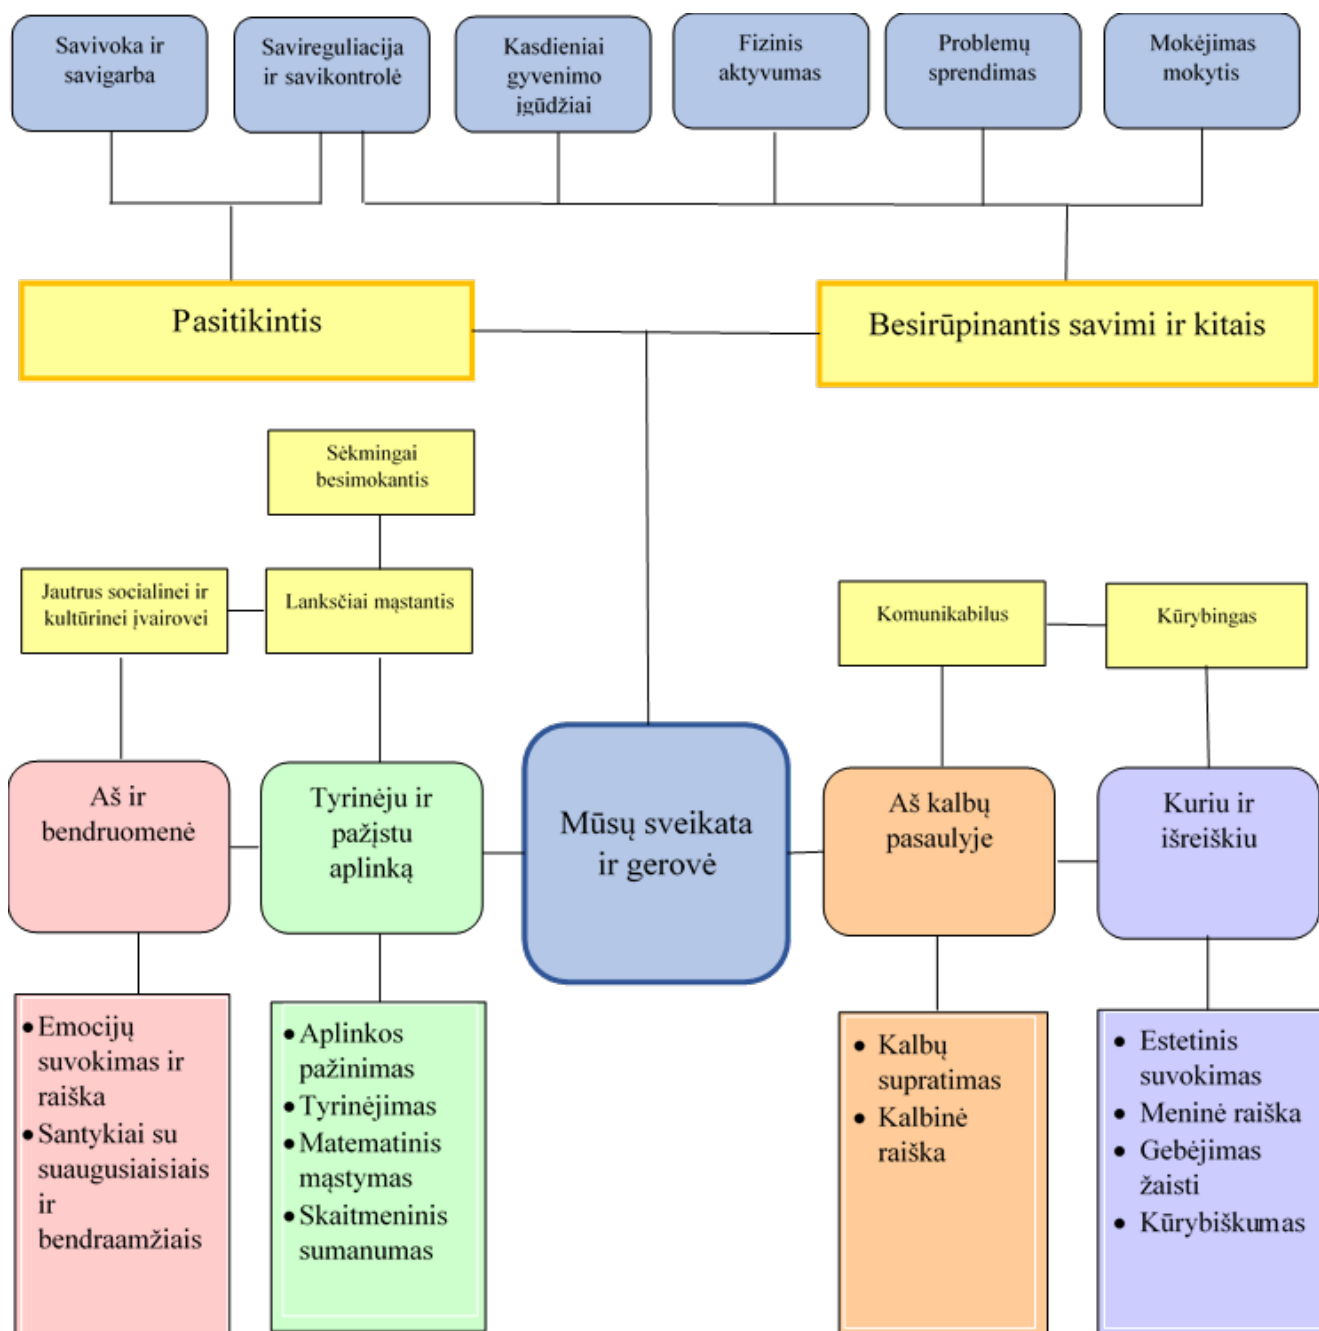 Savivoka ir
savigarba
Savireguliacija
ir savikontrolė
Kasdieniai
gyvenimo
įgūdžiai
Fizinis
aktyvumas
Problemų
sprendimas
Mokėjimas
mokytis
Pasitikintis
Besirūpinantis savimi ir kitais
Sėkmingai
besimokantis
Jautrus socialinei ir
kultūrinei įvairovei
Lanksčiai mąstantis
Komunikabilus
Kūrybingas
Aš ir
bendruomenė
Tyrinėju ir
pažįstu
aplinką
Mūsų sveikata
ir gerovė
Aš kalbų
pasaulyje
Kuriu ir
išreiškiu
• Emocijų
suvokimas ir
raiška
• Santykiai su
suaugusiaisiais
ir
bendraamžiais
• Aplinkos
pažinimas
• Tyrinėjimas
• Matematinis
mąstymas
• Skaitmeninis
sumanumas
• Kalbų
supratimas
• Kalbinė
raiška
• Estetinis
suvokimas
• Meninė raiška
• Gebėjimas
žaisti
• Kūrybiškumas